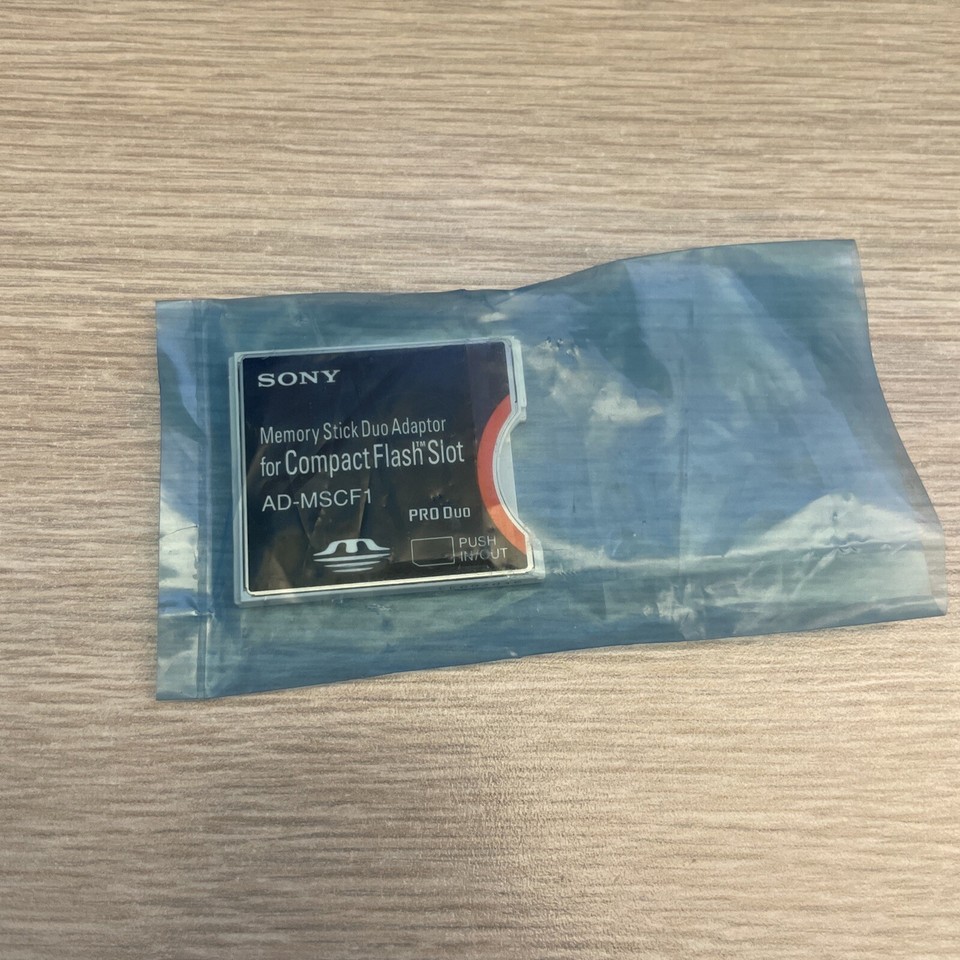 SONY
Memory Stick Duo Adaptor
for CompactFlash™ Slot
AD-MSCF1
PRO DUO
PUSH
IN/OUT